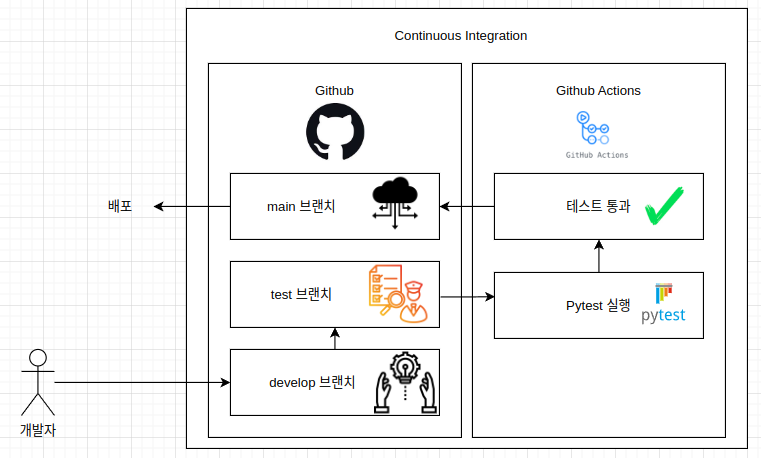 Continuous Integration
Github
Github Actions
GitHub Actions
main 브랜치
테스트 통과
배포
test 브랜치
Pytest 실행
pytest
develop 브랜치
개발자